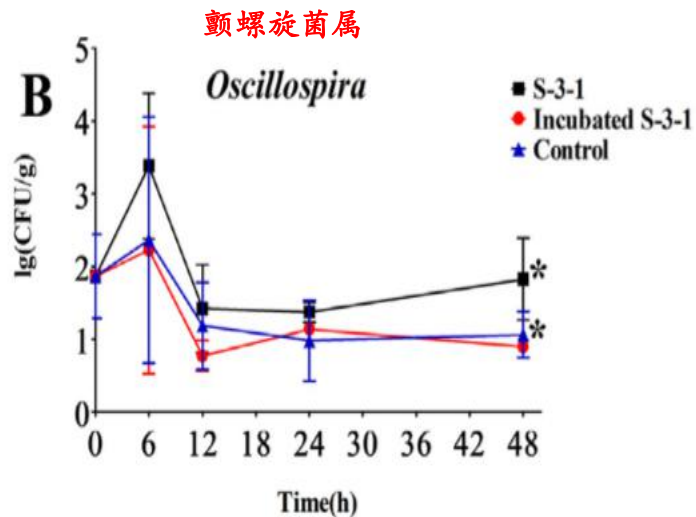 颤螺旋菌属
B
Oscillospira
S-3-1
Incubated S-3-1
Control
lg(CFU/g)
5
4
3
2
1
0
*
*
0 6 12 18 24 30 36 42 48
Time(h)